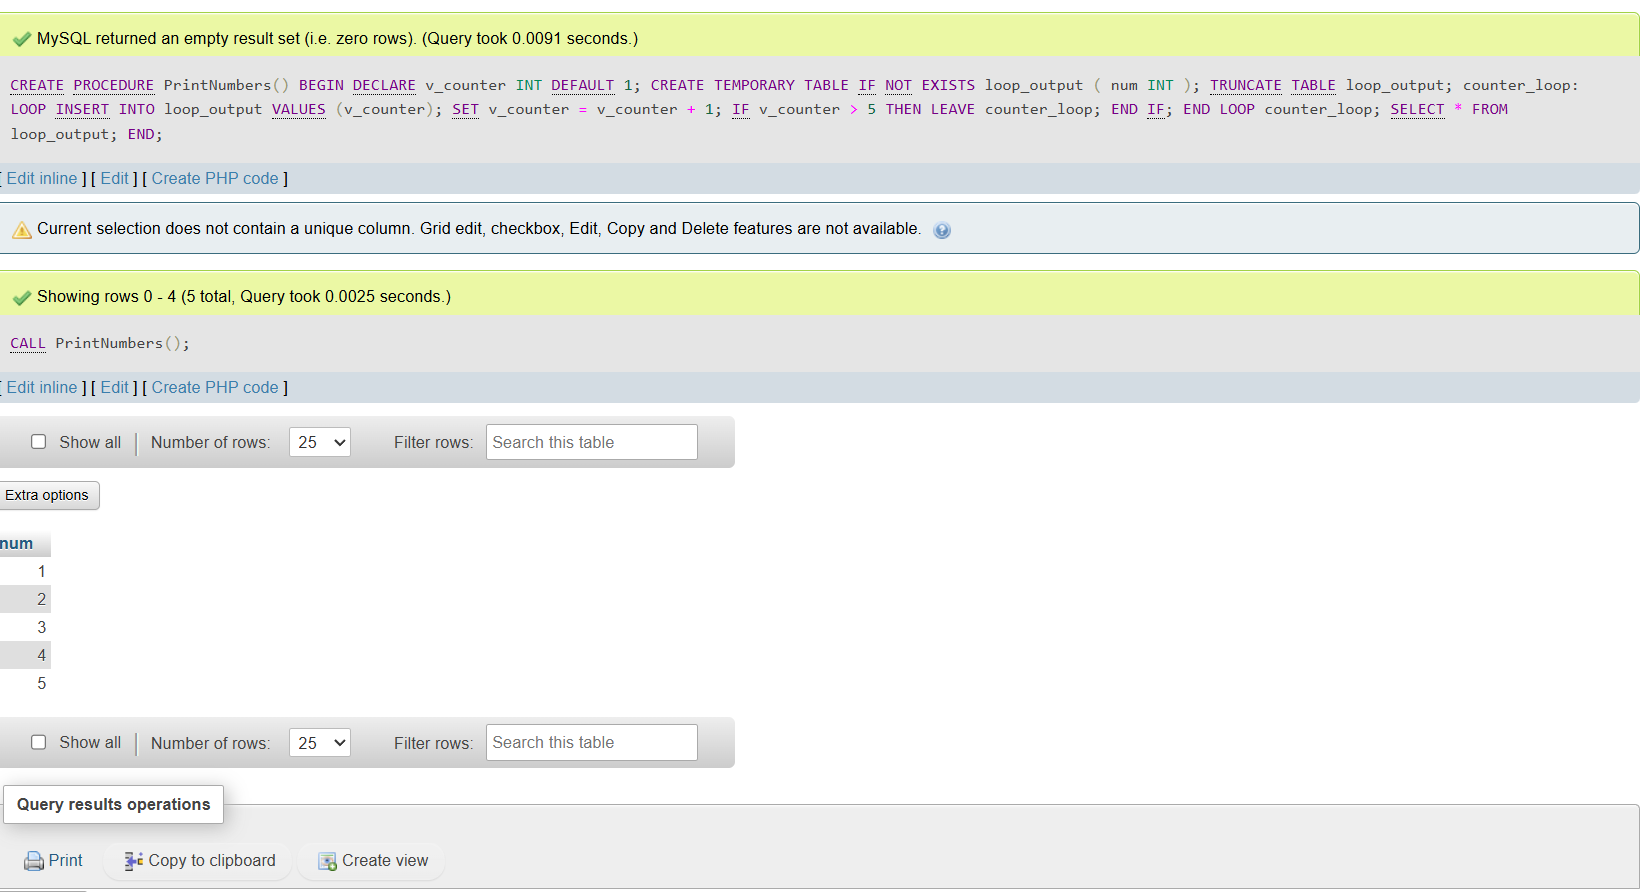 MySQL returned an empty result set (i.e. zero rows). (Query took 0.0091 seconds.)
CREATE PROCEDURE PrintNumbers() BEGIN DECLARE v_counter INT DEFAULT 1; CREATE TEMPORARY TABLE IF NOT EXISTS loop_output ( num INT ); TRUNCATE TABLE loop_output; counter_loop:
LOOP INSERT INTO loop_output VALUES (v_counter); SET v_counter = v_counter + 1; IF v_counter > 5 THEN LEAVE counter_loop; END IF; END LOOP counter_loop; SELECT * FROM
loop_output; END;
[ Edit inline ] [ Edit ] [ Create PHP code ]
Current selection does not contain a unique column. Grid edit, checkbox, Edit, Copy and Delete features are not available.
Showing rows 0 - 4 (5 total, Query took 0.0025 seconds.)
CALL PrintNumbers();
[ Edit inline ] [ Edit ] [ Create PHP code ]
Show all | Number of rows: 25 Filter rows: Search this table
Extra options
num
1
2
3
4
5
Show all | Number of rows: 25 Filter rows: Search this table
Query results operations
Print Copy to clipboard Create view